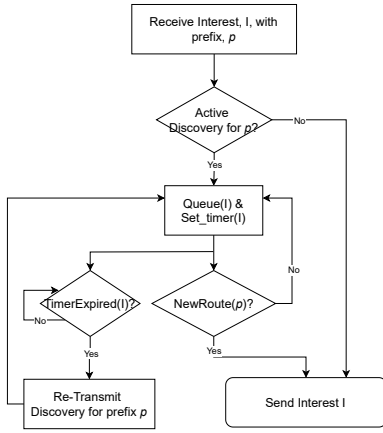 Receive Interest, I, with
prefix, p
Active
Discovery for p?
No
Yes
Queue(I) &
Set_timer(I)
No
TimerExpired(I)?
NewRoute(p)?
No
Yes
Yes
Re-Transmit
Discovery for prefix p
Send Interest I